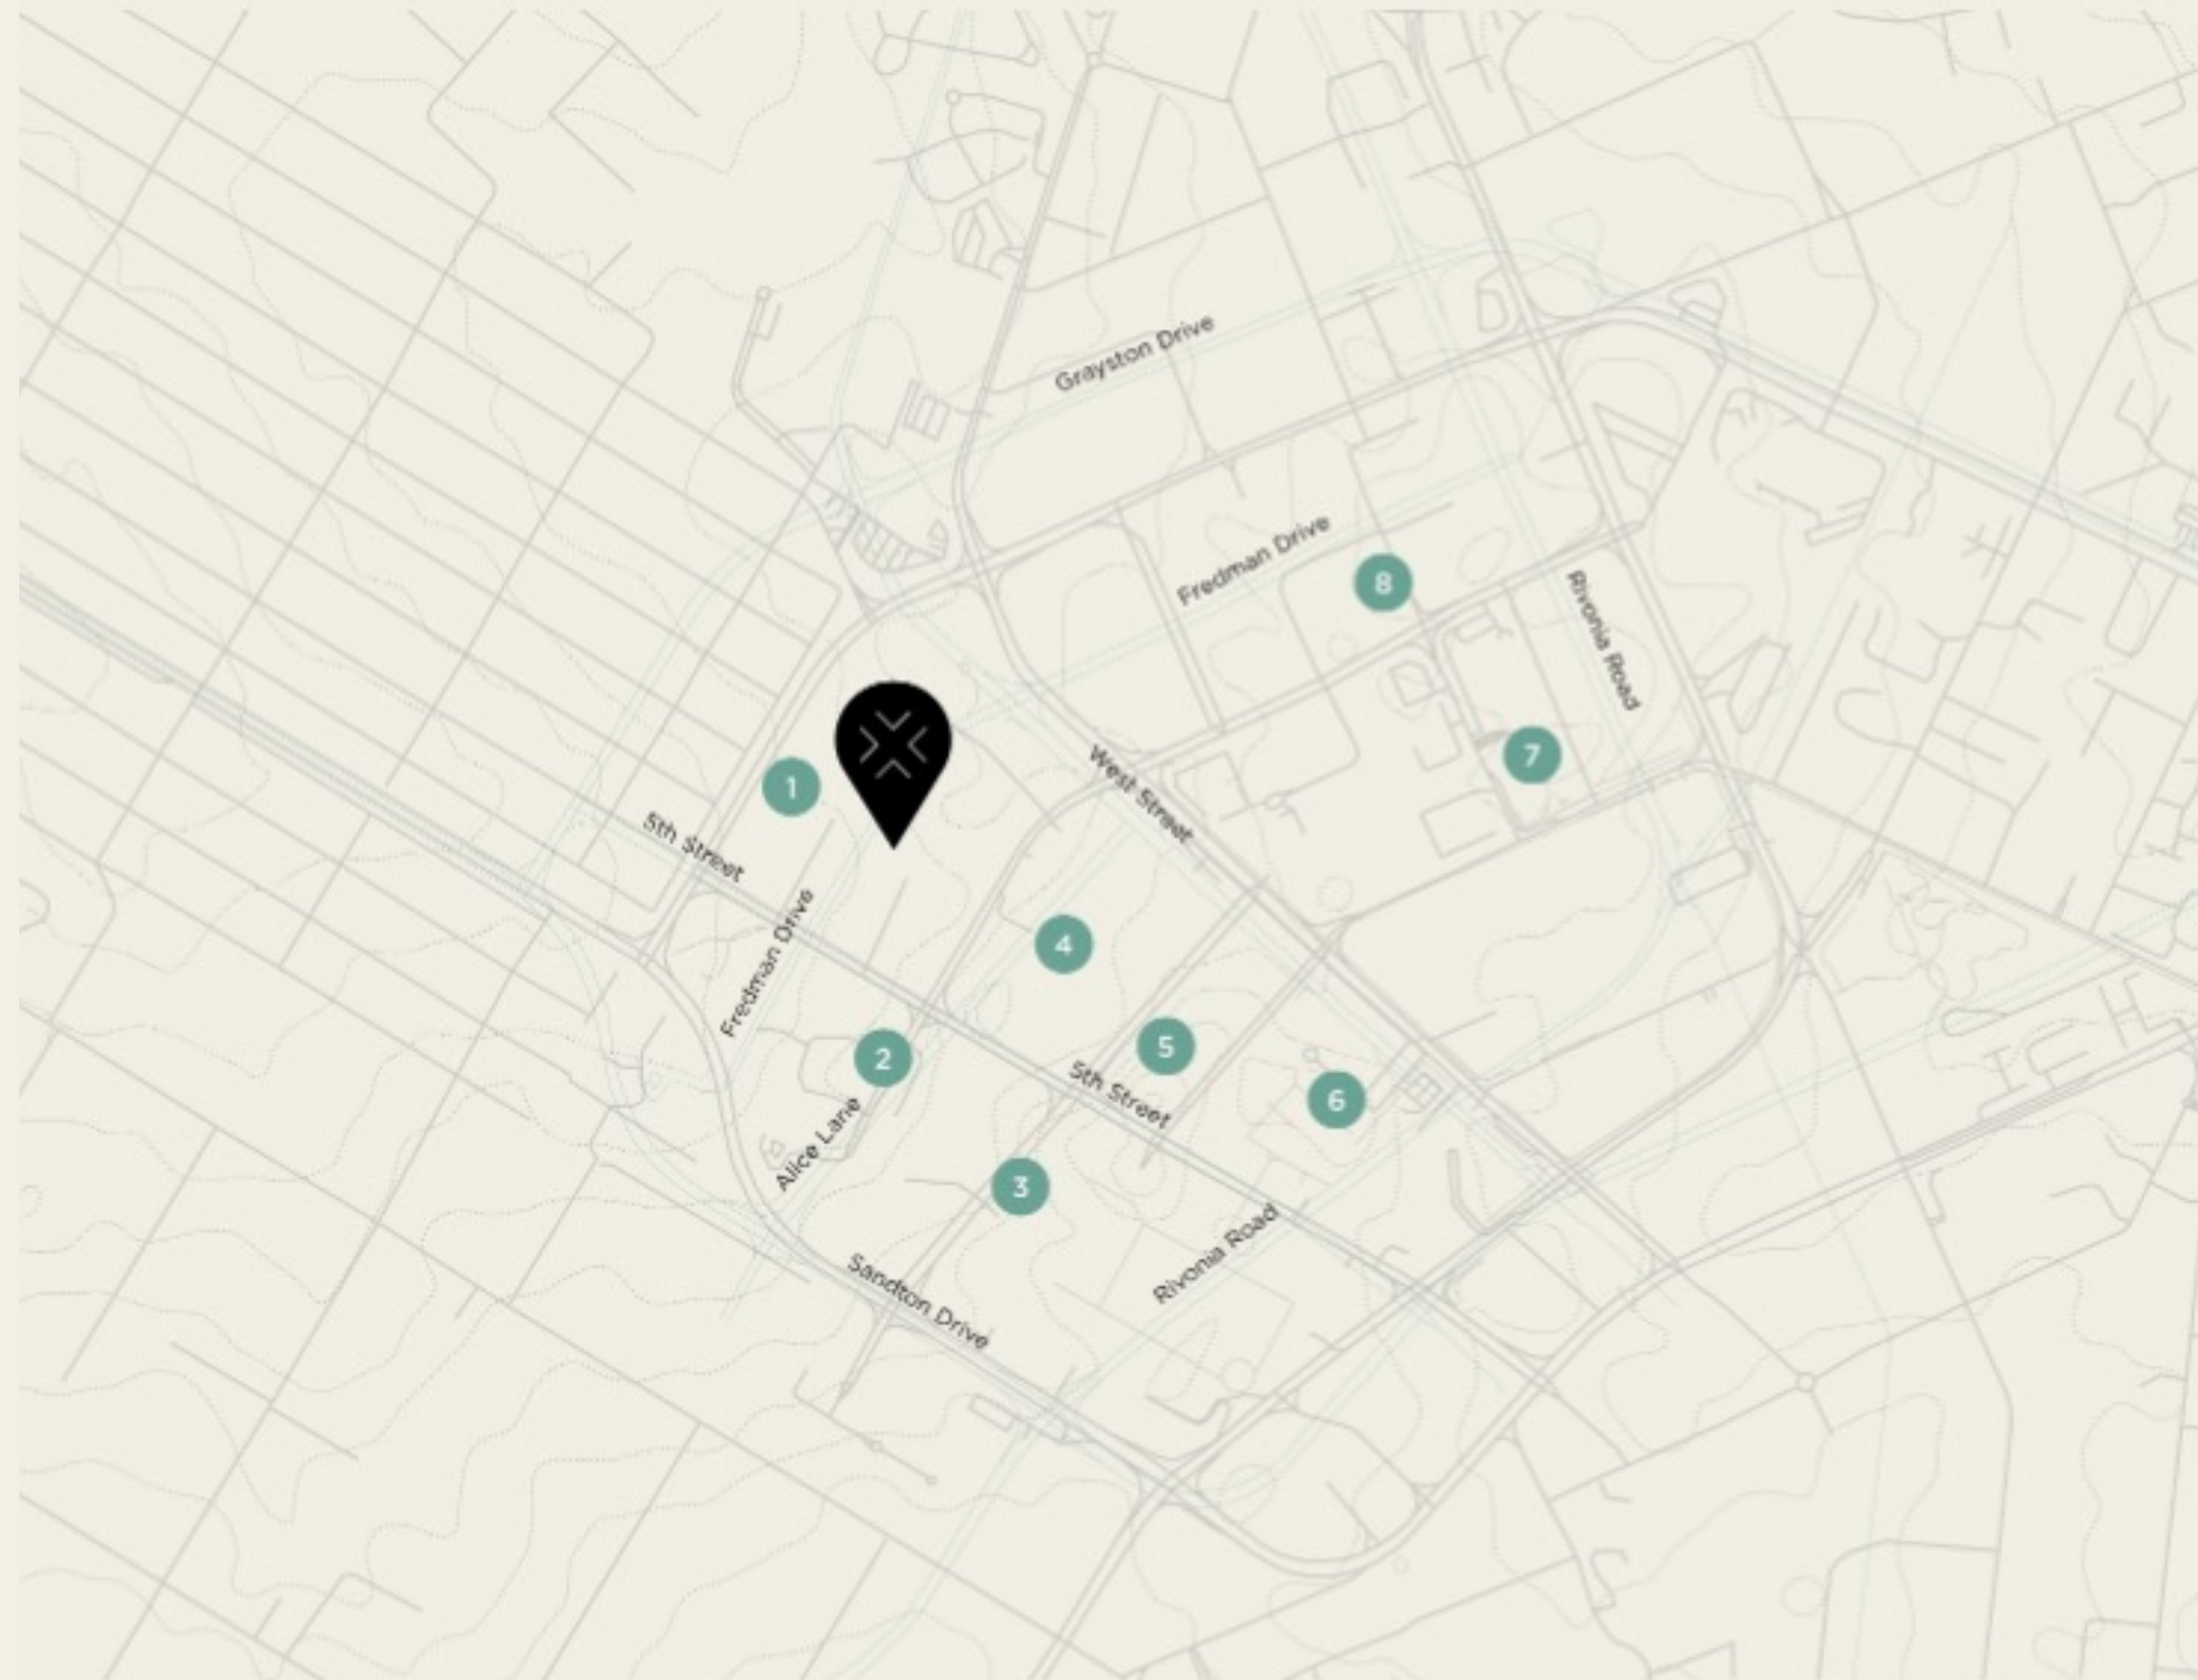 Grayston Drive
Fredman Drive
8
Rivonia Road
7
West Street
1
5th Street
Fredman Drive
4
2
5
5th Street
6
Alice Lane
3
Rivonia Road
Sandton Drive